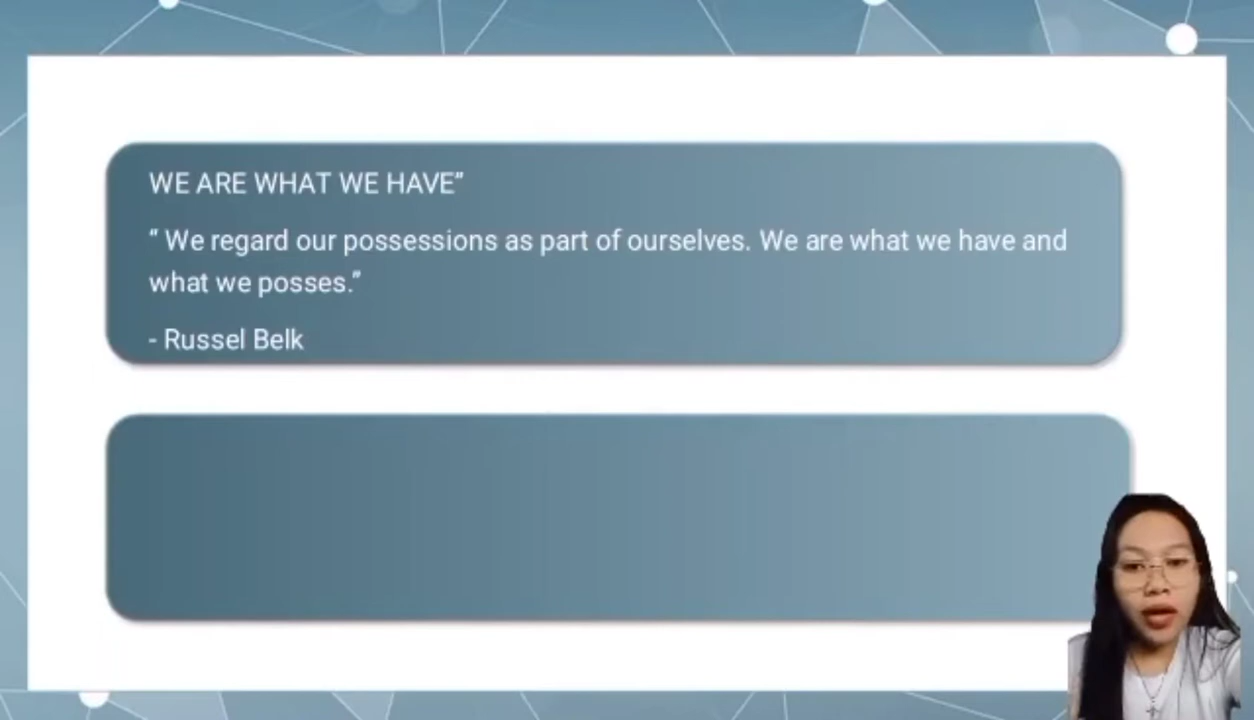 WE ARE WHAT WE HAVE”
“ We regard our possessions as part of ourselves. We are what we have and
what we posses.”
- Russel Belk